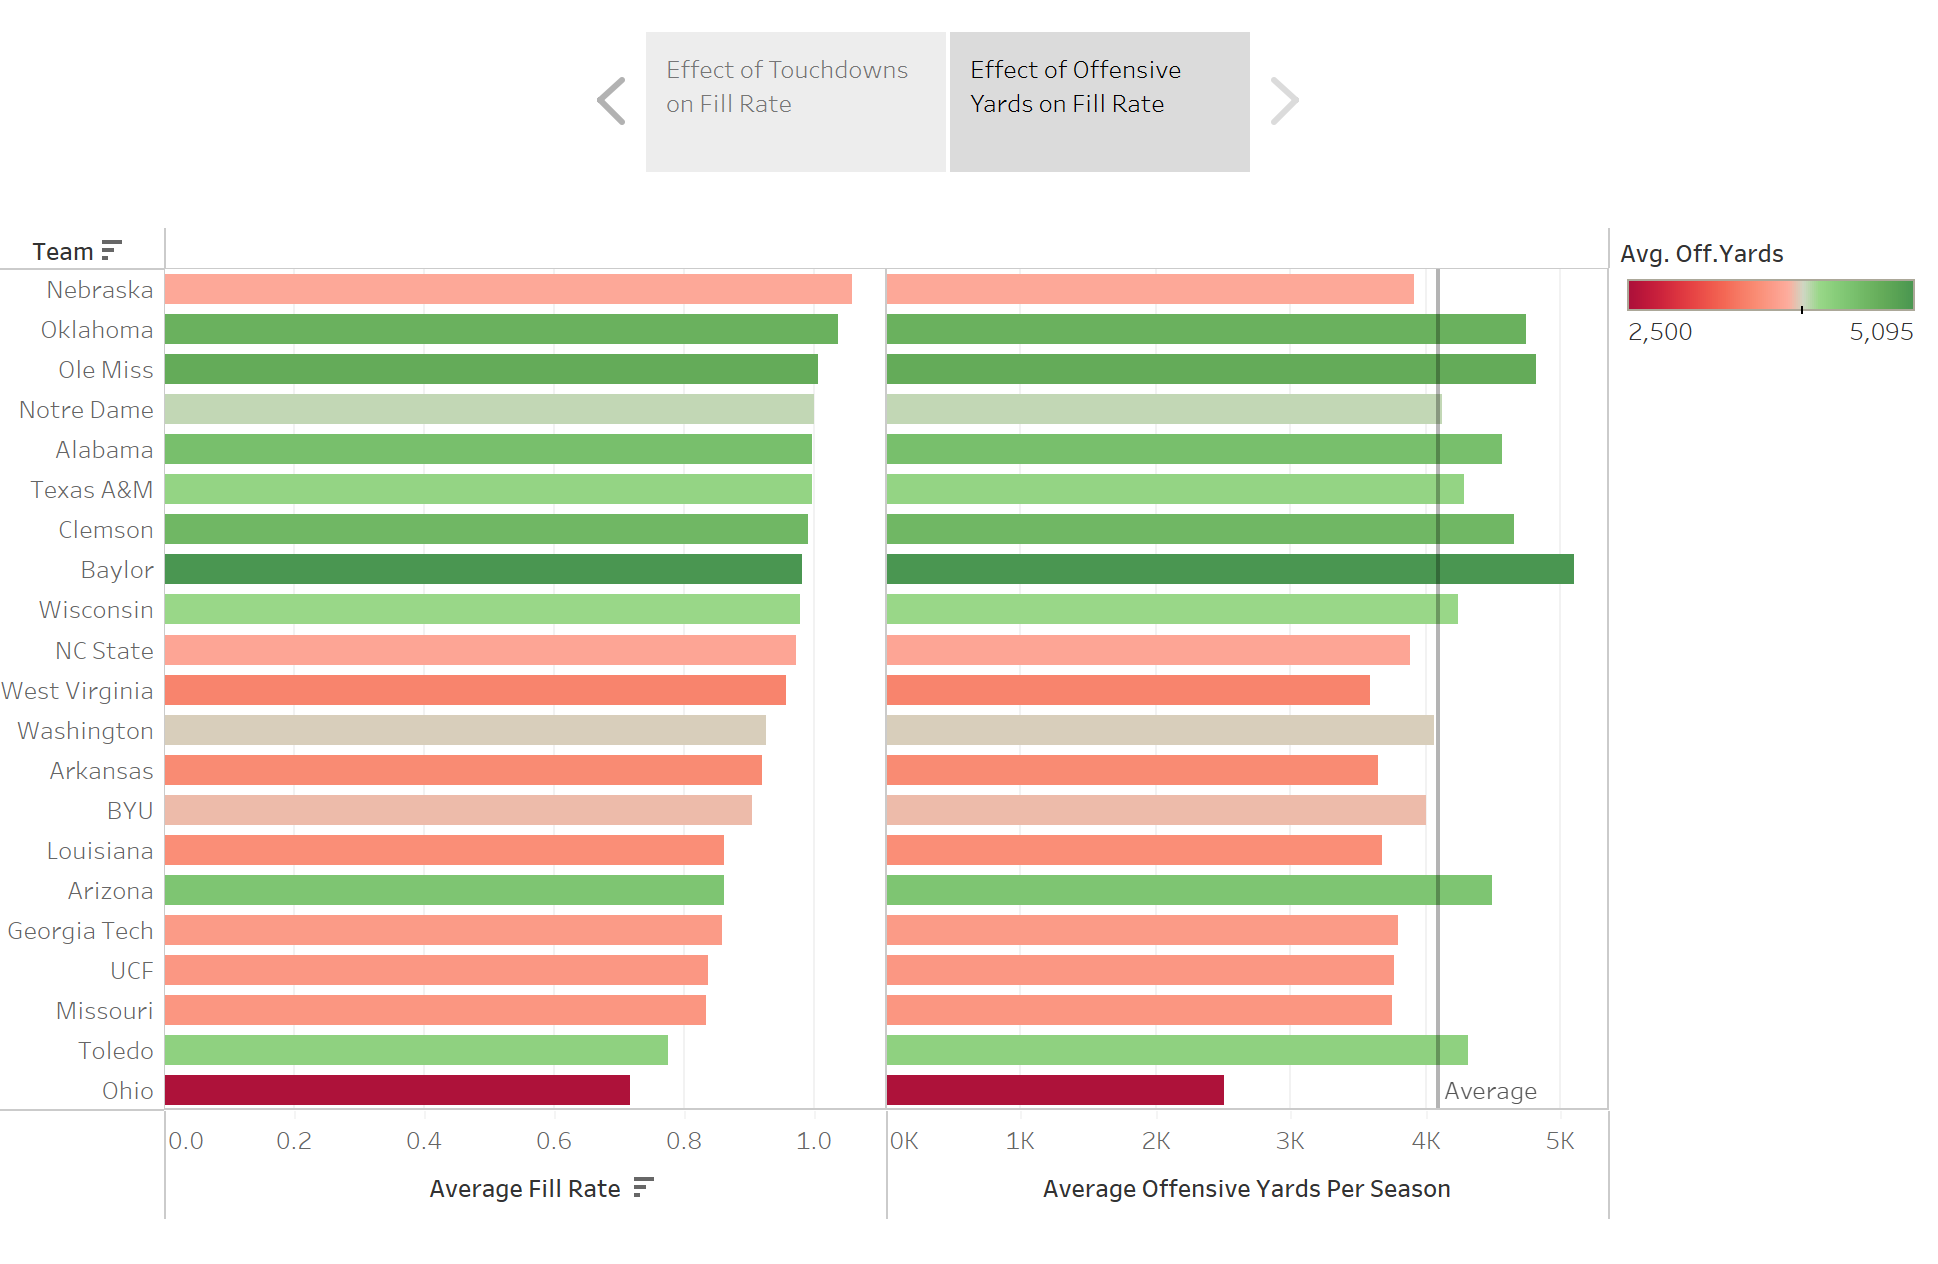 Effect of Touchdowns
on Fill Rate
Effect of Offensive
Yards on Fill Rate
Team
Avg. Off.Yards
2,500 5,095
Nebraska
Oklahoma
Ole Miss
Notre Dame
Alabama
Texas A&M
Clemson
Baylor
Wisconsin
NC State
West Virginia
Washington
Arkansas
BYU
Louisiana
Arizona
Georgia Tech
UCF
Missouri
Toledo
Ohio
Average
0.0 0.2 0.4 0.6 0.8 1.0
0K 1K 2K 3K 4K 5K
Average Fill Rate
Average Offensive Yards Per Season